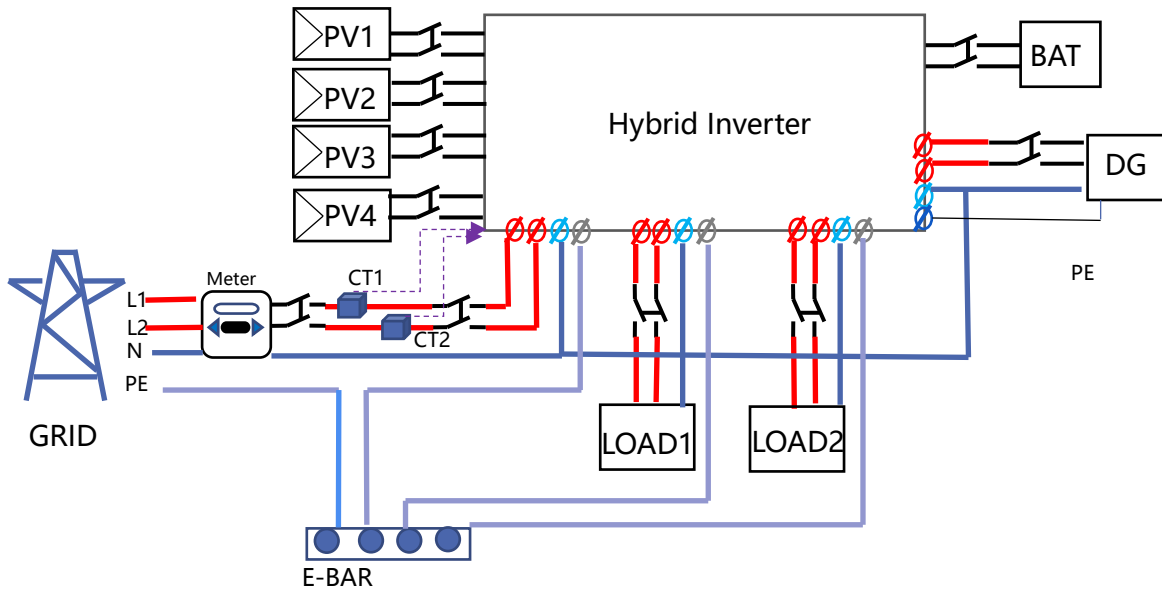 PV1
BAT
PV2
Hybrid Inverter
PV3
DG
PV4
PE
Meter
CT1
L1
L2
CT2
N
PE
GRID
LOAD1
LOAD2
E-BAR